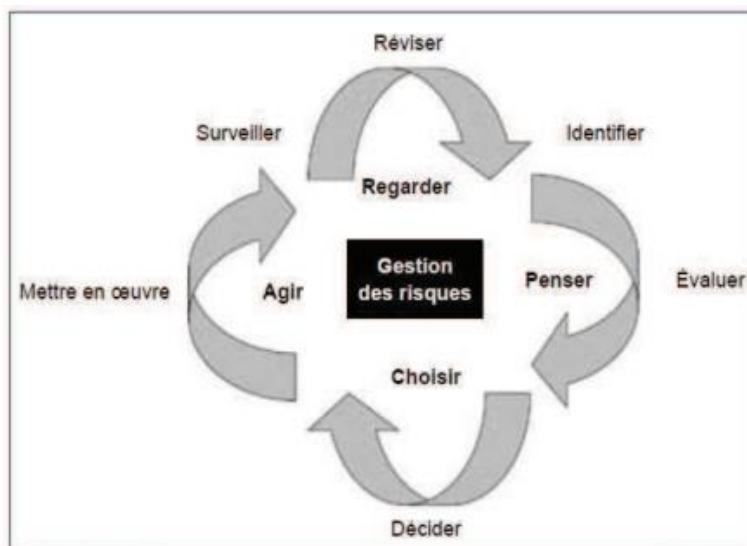 Réviser
Surveiller
Identifier
Regarder
Mettre en œuvre
Agir
Gestion
des risques
Penser
Évaluer
Choisir
Décider